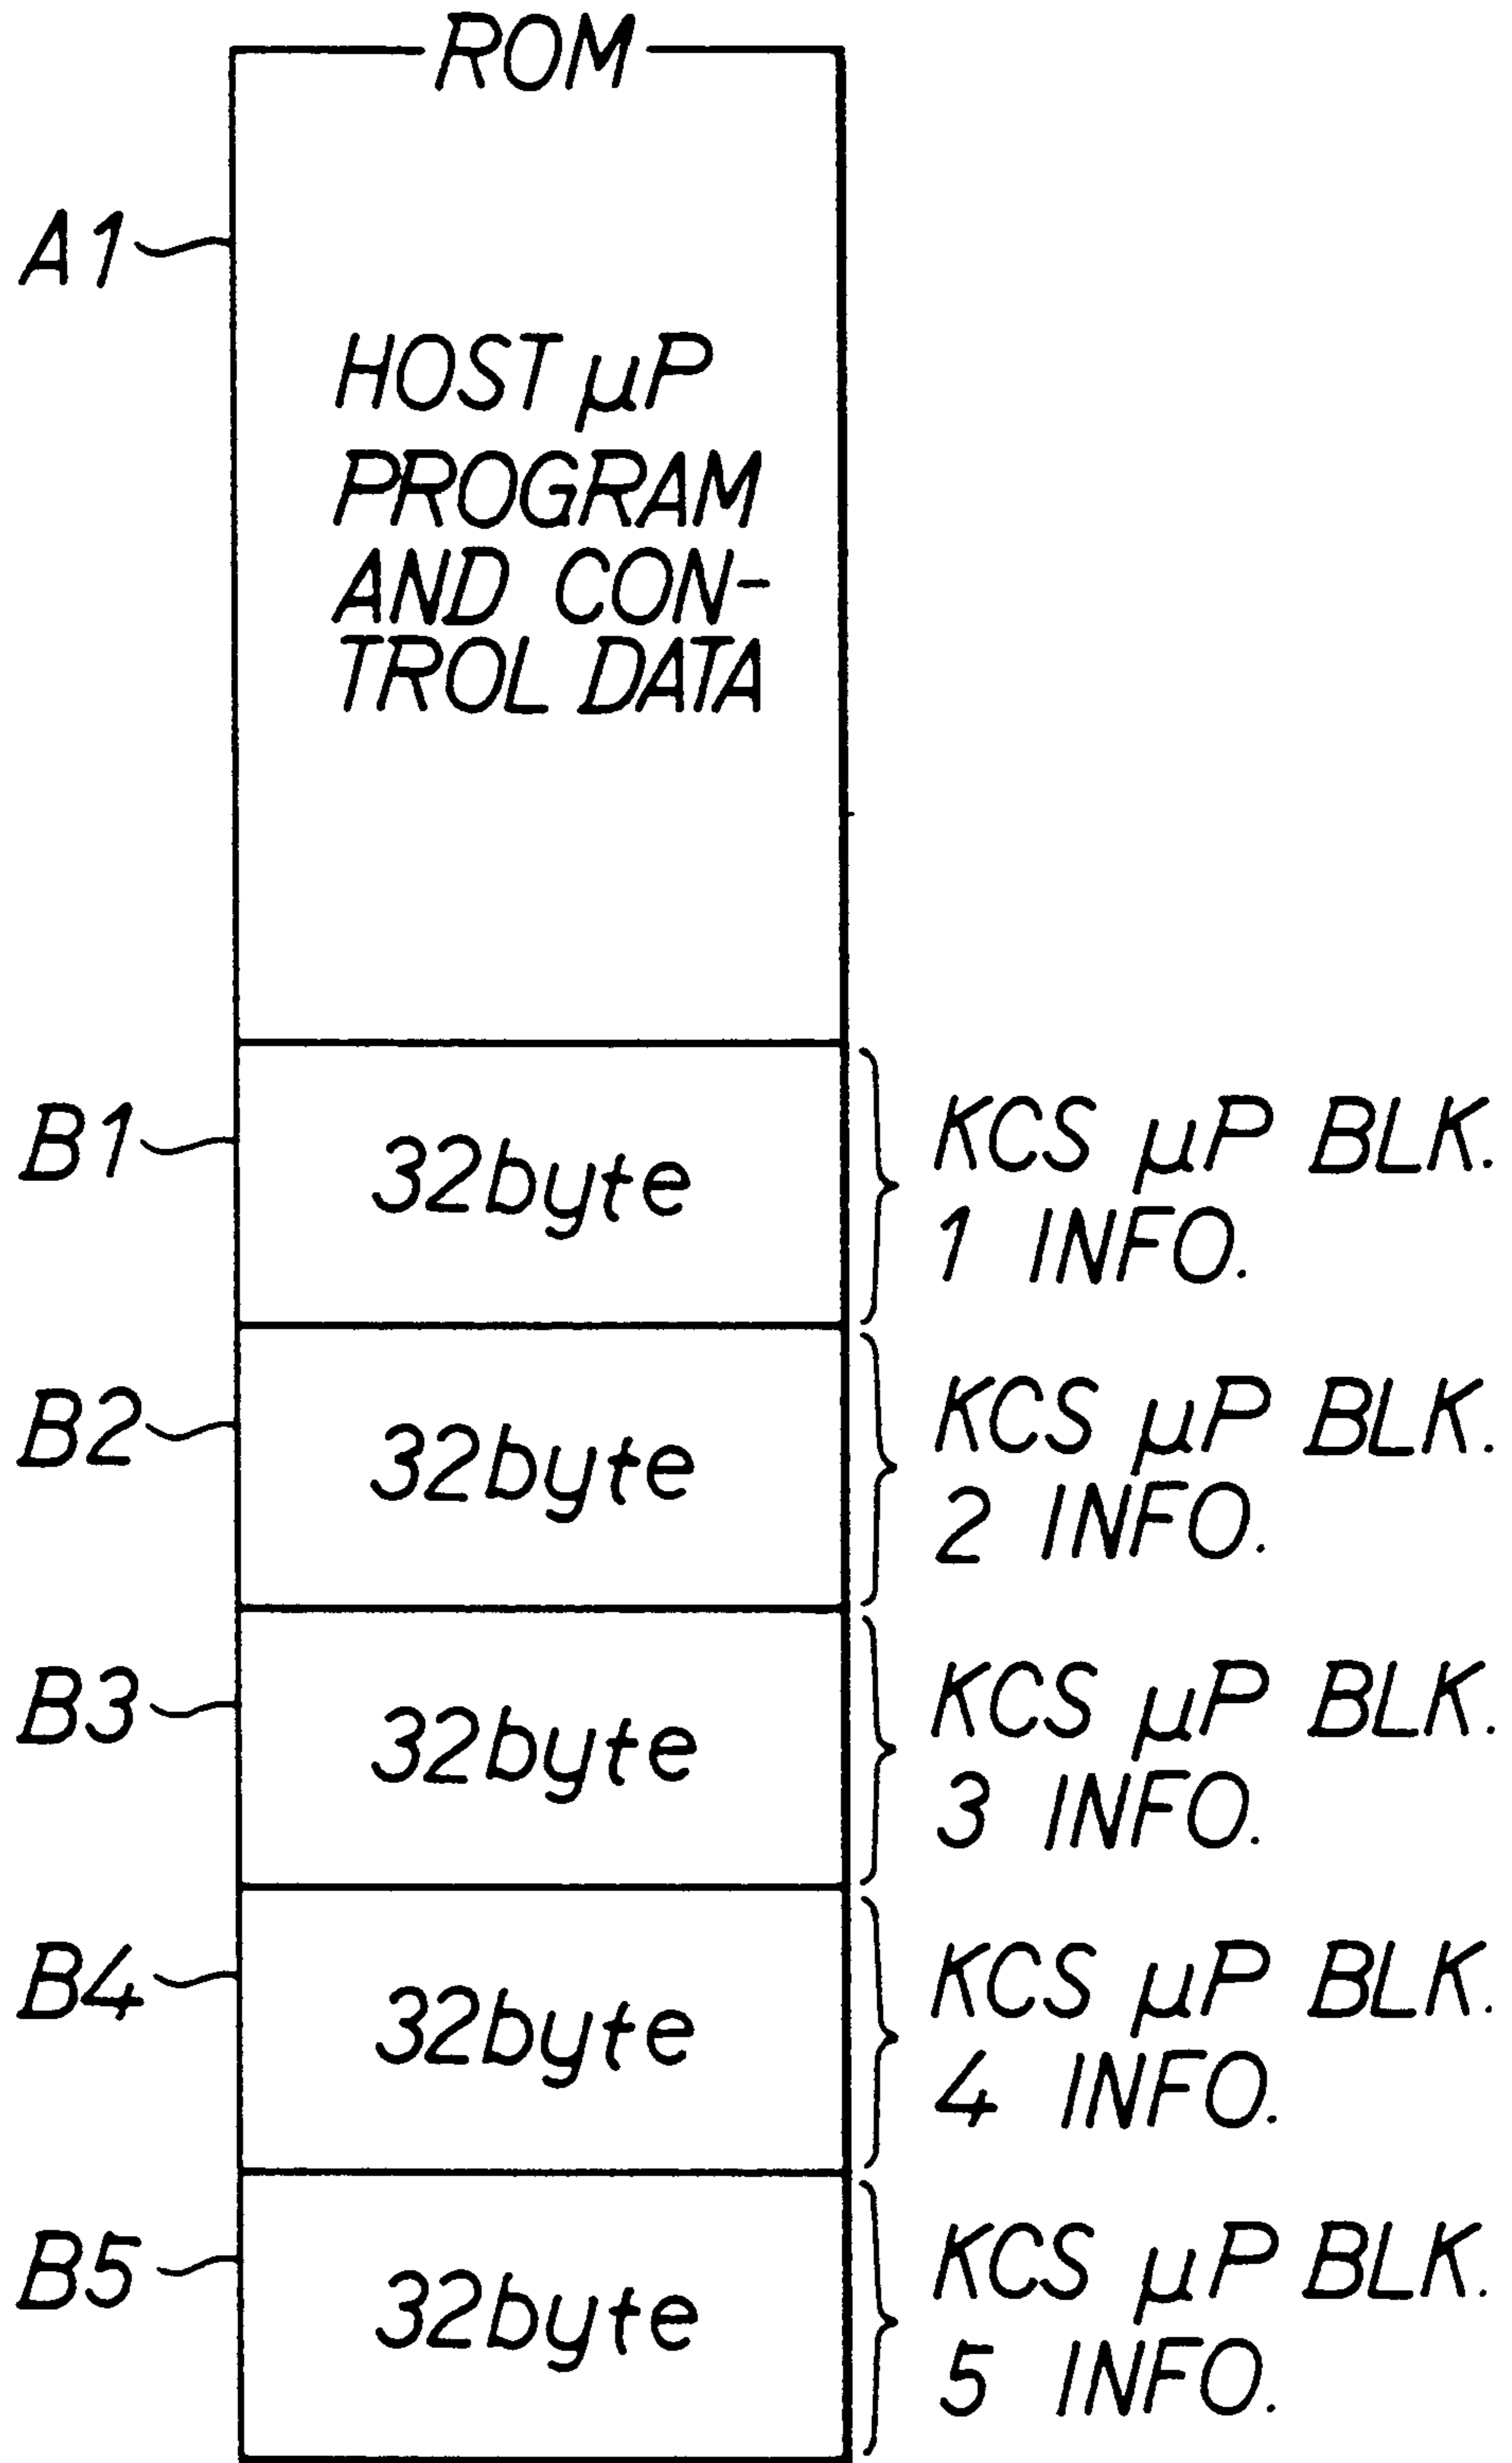 ROM
A1
HOST µP
PROGRAM
AND CON-
TROL DATA
B1
32byte
KCS µP BLK.
1 INFO.
B2
32byte
KCS µP BLK.
2 INFO.
B3
32byte
KCS µP BLK.
3 INFO.
B4
32byte
KCS µP BLK.
4 INFO.
B5
32byte
KCS µP BLK.
5 INFO.